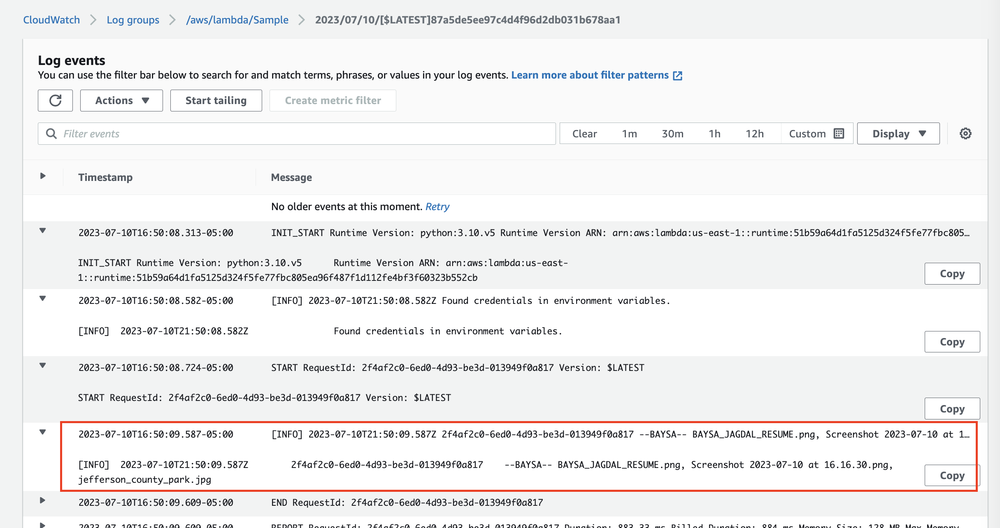 CloudWatch > Log groups > /aws/lambda/Sample > 2023/07/10/[$LATEST]87a5de5ee97c4d4f96d2db031b678aa1
Log events
You can use the filter bar below to search for and match terms, phrases, or values in your log events. Learn more about filter patterns
Actions Start tailing Create metric filter
Filter events Clear 1m 30m 1h 12h Custom Display
Timestamp Message
No older events at this moment. Retry
2023-07-10T16:50:08.313-05:00 INIT_START Runtime Version: python:3.10.v5 Runtime Version ARN: arn:aws:lambda:us-east-1::runtime:51b59a64d1fa5125d324f5fe77fbc805…
INIT_START Runtime Version: python:3.10.v5 Runtime Version ARN: arn:aws:lambda:us-east-
1::runtime:51b59a64d1fa5125d324f5fe77fbc805ea96f487f1d112fe4bf3f60323b552cb
Copy
2023-07-10T16:50:08.582-05:00 [INFO] 2023-07-10T21:50:08.582Z Found credentials in environment variables.
[INFO] 2023-07-10T21:50:08.582Z Found credentials in environment variables.
Copy
2023-07-10T16:50:08.724-05:00 START RequestId: 2f4af2c0-6ed0-4d93-be3d-013949f0a817 Version: $LATEST
START RequestId: 2f4af2c0-6ed0-4d93-be3d-013949f0a817 Version: $LATEST
Copy
2023-07-10T16:50:09.587-05:00 [INFO] 2023-07-10T21:50:09.587Z 2f4af2c0-6ed0-4d93-be3d-013949f0a817 --BAYSA-- BAYSA_JAGDAL_RESUME.png, Screenshot 2023-07-10 at 1…
[INFO] 2023-07-10T21:50:09.587Z 2f4af2c0-6ed0-4d93-be3d-013949f0a817 --BAYSA-- BAYSA_JAGDAL_RESUME.png, Screenshot 2023-07-10 at 16.16.30.png,
jefferson_county_park.jpg
Copy
2023-07-10T16:50:09.609-05:00 END RequestId: 2f4af2c0-6ed0-4d93-be3d-013949f0a817
2023-07-10T16:50:09.609-05:00 REPORT RequestId: 2f4af2c0-6ed0-4d93-be3d-013949f0a817 Duration: 883.33 ms Billed Duration: 884 ms Memory Size: 128 MB Max Memory